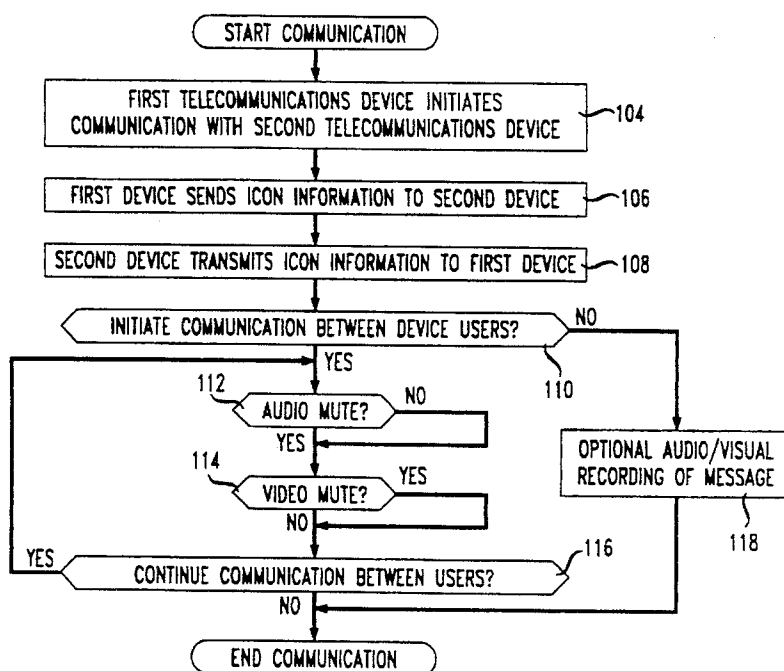 START COMMUNICATION
FIRST TELECOMMUNICATIONS DEVICE INITIATES
COMMUNICATION WITH SECOND TELECOMMUNICATIONS DEVICE
104
FIRST DEVICE SENDS ICON INFORMATION TO SECOND DEVICE
106
SECOND DEVICE TRANSMITS ICON INFORMATION TO FIRST DEVICE
108
INITIATE COMMUNICATION BETWEEN DEVICE USERS?
NO
110
YES
112
AUDIO MUTE?
NO
YES
114
VIDEO MUTE?
YES
NO
OPTIONAL AUDIO/VISUAL
RECORDING OF MESSAGE
118
YES
CONTINUE COMMUNICATION BETWEEN USERS?
116
NO
END COMMUNICATION